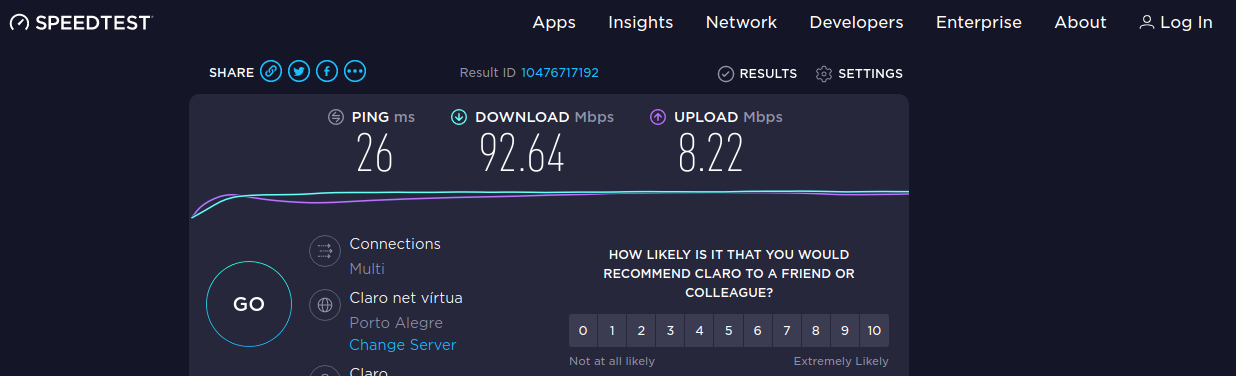 SPEEDTEST
Apps Insights Network Developers Enterprise About Log In
SHARE Result ID 10476717192 RESULTS SETTINGS
PING ms DOWNLOAD Mbps UPLOAD Mbps
26 92.64 8.22
GO
Connections
Multi
Claro net vírtua
Porto Alegre
Change Server
Claro
HOW LIKELY IS IT THAT YOU WOULD
RECOMMEND CLARO TO A FRIEND OR
COLLEAGUE?
0 1 2 3 4 5 6 7 8 9 10
Not at all likely Extremely Likely